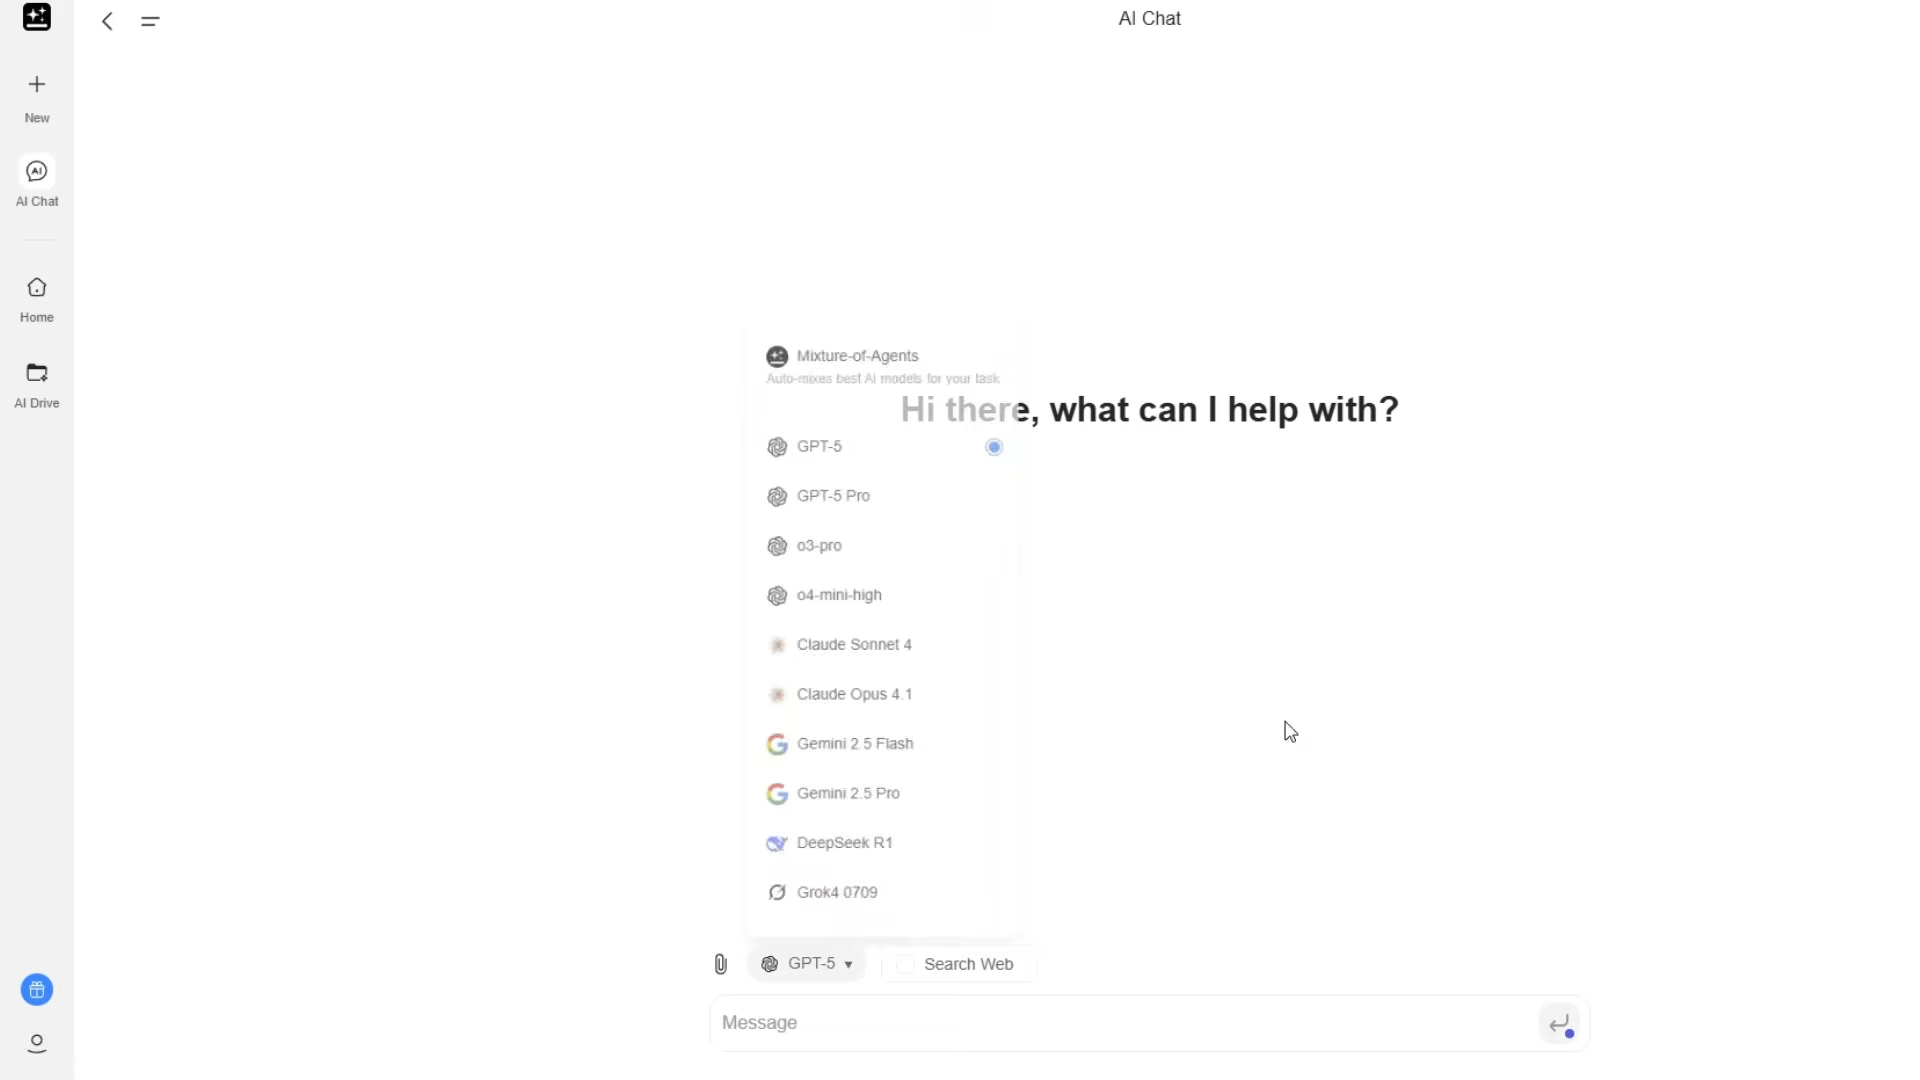 AI Chat
New
AI Chat
Home
AI Drive
Mixture-of-Agents
Auto-mixes best AI models for your task
Hi there, what can I help with?
GPT-5
GPT-5 Pro
o3-pro
o4-mini-high
Claude Sonnet 4
Claude Opus 4.1
Gemini 2.5 Flash
Gemini 2.5 Pro
DeepSeek R1
Grok4 0709
GPT-5
Search Web
Message